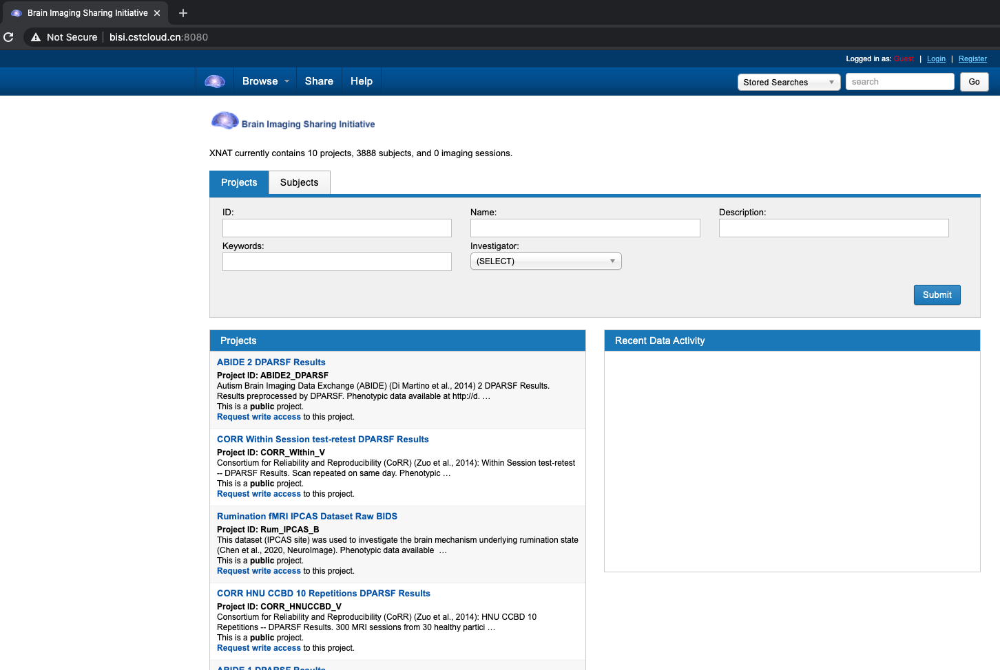 Brain Imaging Sharing Initiative
Not Secure bisi.cstcloud.cn:8080
Logged in as: Guest | Login | Register
Browse Share Help Stored Searches search Go
Brain Imaging Sharing Initiative
XNAT currently contains 10 projects, 3888 subjects, and 0 imaging sessions.
Projects Subjects
ID: Name: Description:
Keywords: Investigator:
(SELECT)
Submit
Projects
ABIDE 2 DPARSF Results
Project ID: ABIDE2_DPARSF
Autism Brain Imaging Data Exchange (ABIDE) (Di Martino et al., 2014) 2 DPARSF Results.
Results preprocessed by DPARSF. Phenotypic data available at http://d. ...
This is a public project.
Request write access to this project.
CORR Within Session test-retest DPARSF Results
Project ID: CORR_WIthin_V
Consortium for Reliability and Reproducibility (CoRR) (Zuo et al., 2014): Within Session test-retest
-- DPARSF Results. Scan repeated on same day. Phenotypic ...
This is a public project.
Request write access to this project.
Rumination fMRI IPCAS Dataset Raw BIDS
Project ID: Rum_IPCAS_B
This dataset (IPCAS site) was used to investigate the brain mechanism underlying rumination state
(Chen et al., 2020, NeuroImage). Phenotypic data available ...
This is a public project.
Request write access to this project.
CORR HNU CCBD 10 Repetitions DPARSF Results
Project ID: CORR_HNUCCBD_V
Consortium for Reliability and Reproducibility (CoRR) (Zuo et al., 2014): HNU CCBD 10
Repetitions -- DPARSF Results. 300 MRI sessions from 30 healthy partici ...
This is a public project.
Request write access to this project.
ABIDE 1 DPARSF Results
Recent Data Activity